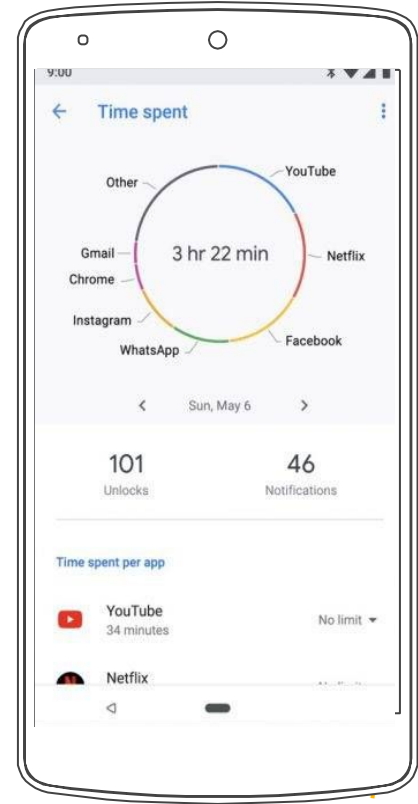 9:00
Time spent
Other
YouTube
Gmail
3 hr 22 min
Netflix
Chrome
Instagram
Facebook
WhatsApp
Sun, May 6
101 46
Unlocks Notifications
Time spent per app
YouTube
34 minutes
No limit
Netflix